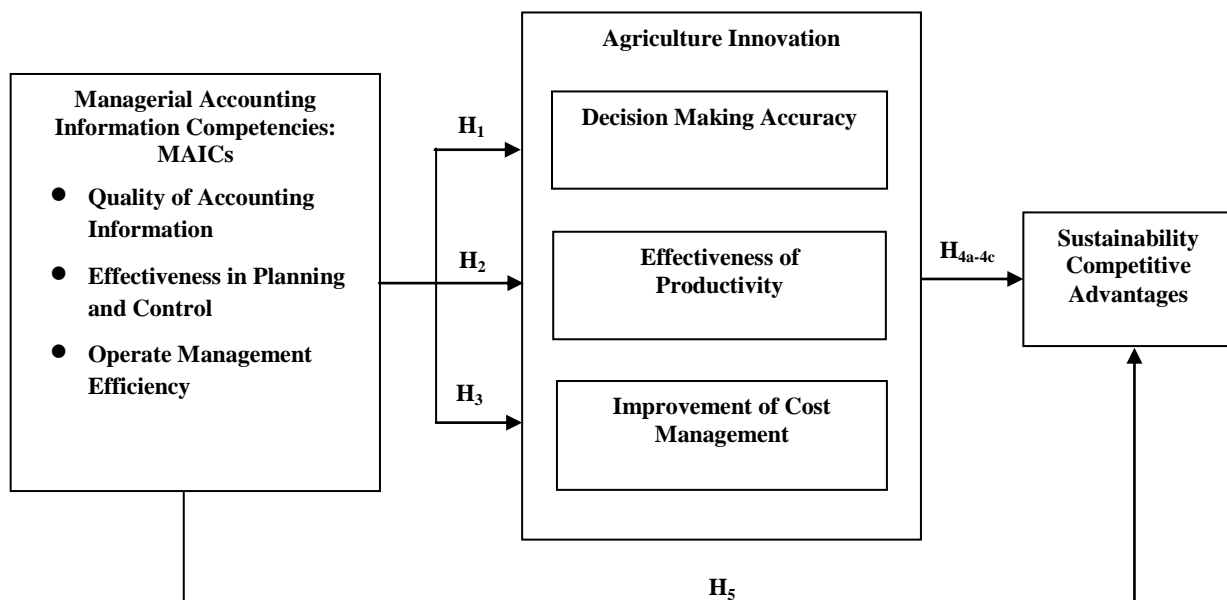 Managerial Accounting
Information Competencies:
MAICs
● Quality of Accounting
Information
● Effectiveness in Planning
and Control
● Operate Management
Efficiency
H1
H2
H3
Agriculture Innovation
Decision Making Accuracy
Effectiveness of
Productivity
Improvement of Cost
Management
H4a-4c
Sustainability
Competitive
Advantages
H5